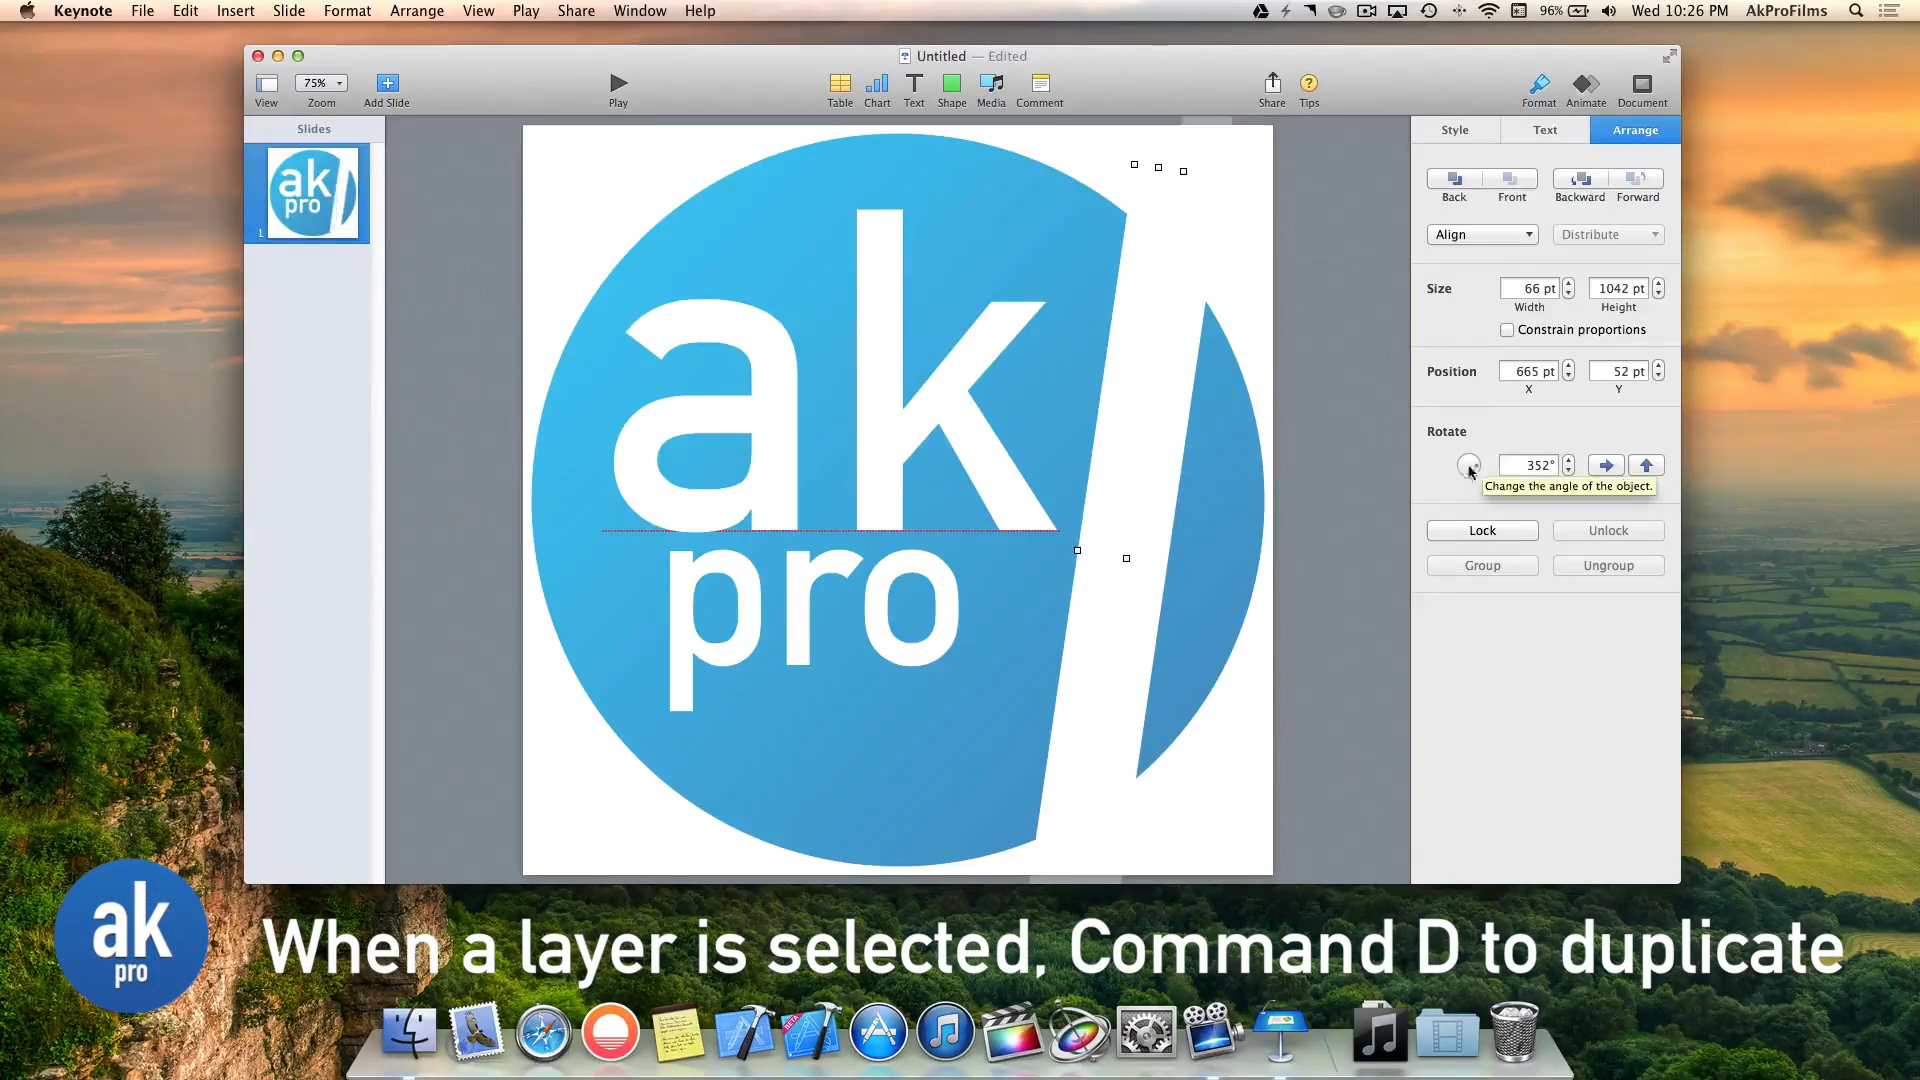 Keynote File Edit Insert Slide Format Arrange View Play Share Window Help 96% Wed 10:26 PM AkProFilms
Untitled — Edited
75%
View Zoom Add Slide Play Table Chart Text Shape Media Comment Share Tips Format Animate Document
Slides
Style Text Arrange
ak
pro
1
Back Front Backward Forward
Align Distribute
Size 66 pt 1042 pt
Width Height
Constrain proportions
Position 665 pt 52 pt
X Y
Rotate
352°
Change the angle of the object.
Lock Unlock
Group Ungroup
ak
pro
ak
pro
When a layer is selected, Command D to duplicate
BETA